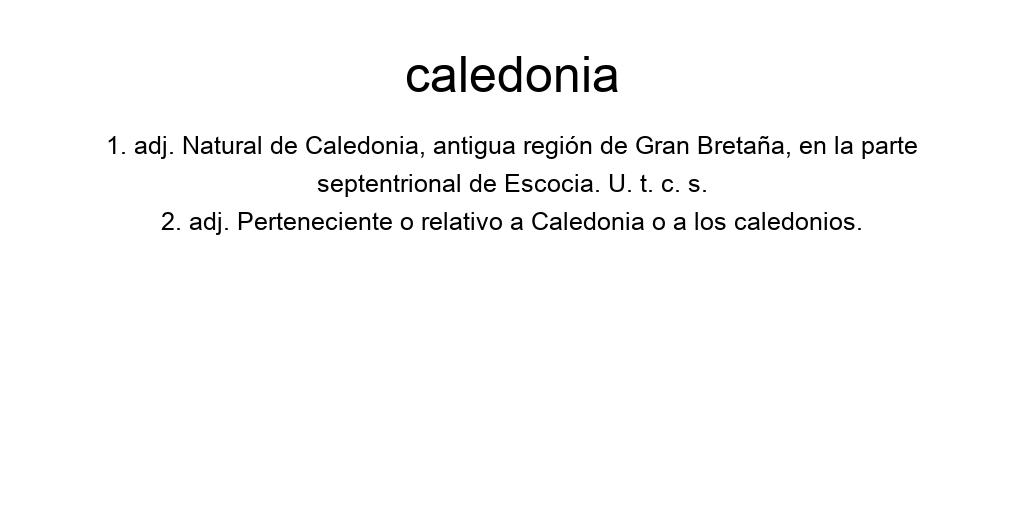 caledonia
1. adj. Natural de Caledonia, antigua región de Gran Bretaña, en la parte
septentrional de Escocia. U. t. c. s.
2. adj. Perteneciente o relativo a Caledonia o a los caledonios.